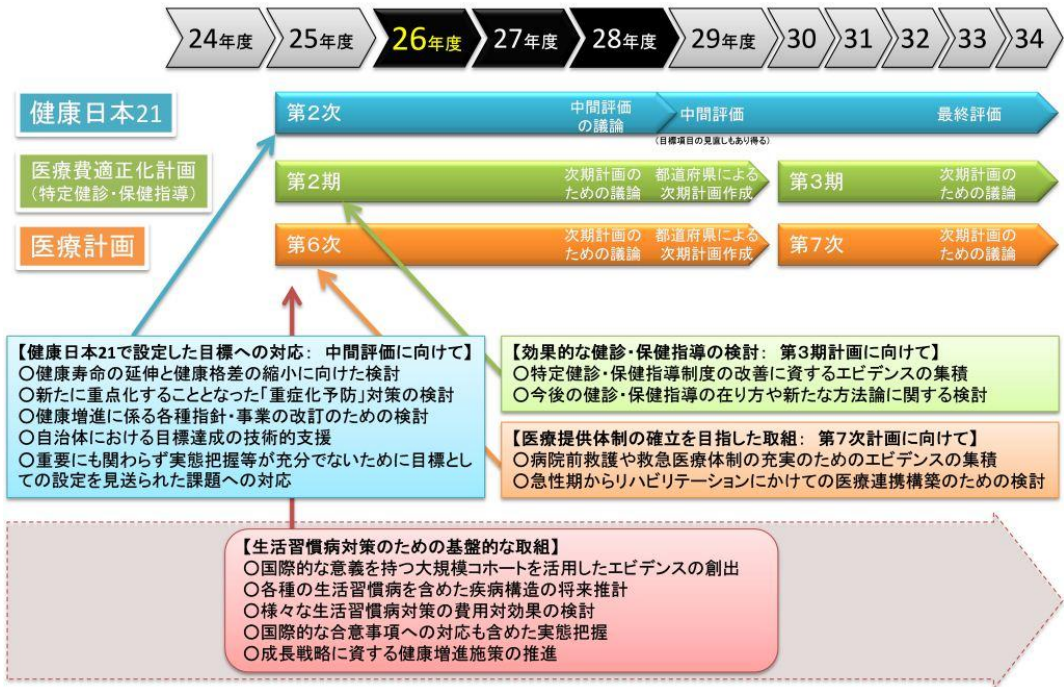 24年度 25年度 26年度 27年度 28年度 29年度 30 31 32 33 34
健康日本21
第2次
中間評価
の議論
中間評価
(目標項目の見直しもあり得る)
最終評価
医療費適正化計画
(特定健診・保健指導)
第2期
次期計画の
ための議論
都道府県による
次期計画作成
第3期
次期計画の
ための議論
医療計画
第6次
次期計画の
ための議論
都道府県による
次期計画作成
第7次
次期計画の
ための議論
【健康日本21で設定した目標への対応: 中間評価に向けて】
○健康寿命の延伸と健康格差の縮小に向けた検討
○新たに重点化することとなった「重症化予防」対策の検討
○健康増進に係る各種指針・事業の改訂のための検討
○自治体における目標達成の技術的支援
○重要にも関わらず実態把握等が充分でないために目標とし
ての設定を見送られた課題への対応
【効果的な健診・保健指導の検討: 第3期計画に向けて】
○特定健診・保健指導制度の改善に資するエビデンスの集積
○今後の健診・保健指導の在り方や新たな方法論に関する検討
【医療提供体制の確立を目指した取組: 第7次計画に向けて】
○病院前救護や救急医療体制の充実のためのエビデンスの集積
○急性期からリハビリテーションにかけての医療連携構築のための検討
【生活習慣病対策のための基盤的な取組】
○国際的な意義を持つ大規模コホートを活用したエビデンスの創出
○各種の生活習慣病を含めた疾病構造の将来推計
○様々な生活習慣病対策の費用対効果の検討
○国際的な合意事項への対応も含めた実態把握
○成長戦略に資する健康増進施策の推進